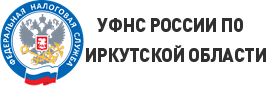 ФЕДЕРАЛЬНАЯ НАЛОГОВАЯ СЛУЖБА
УФНС РОССИИ ПО
ИРКУТСКОЙ ОБЛАСТИ